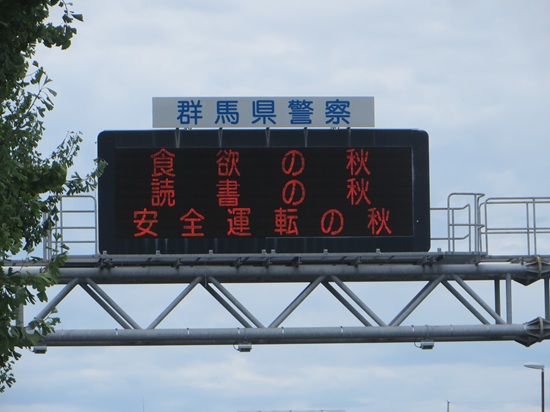 群馬県警察
食欲の秋
読書の秋
安全運転の秋